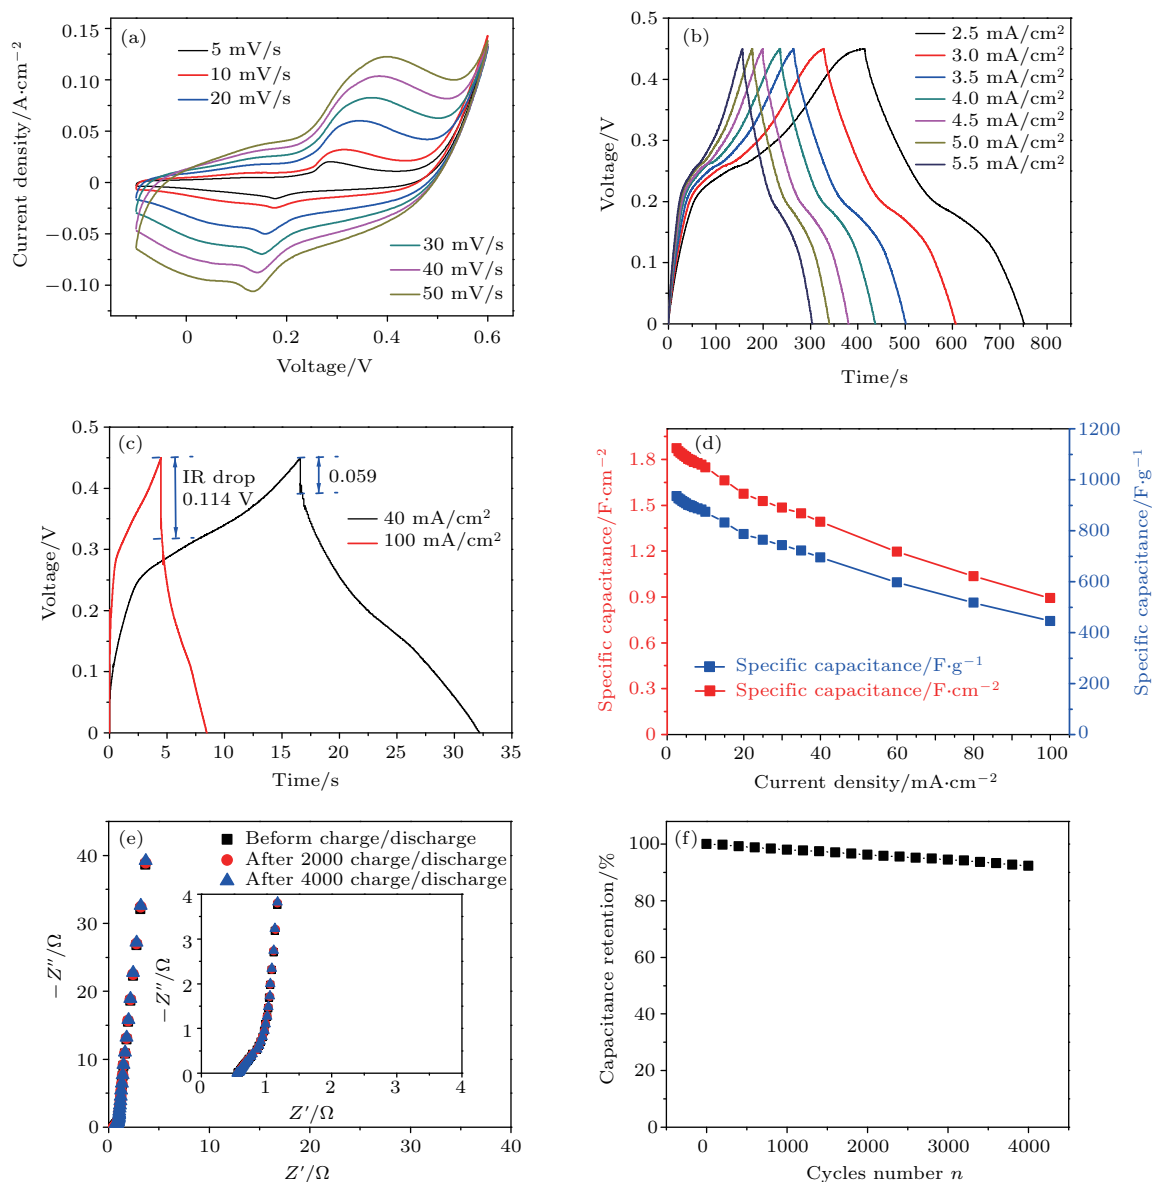 (a)
5 mV/s
10 mV/s
20 mV/s
30 mV/s
40 mV/s
50 mV/s
0.15
0.10
0.05
0
−0.05
−0.10
Current density/A·cm−2
0 0.2 0.4 0.6
Voltage/V
(b)
2.5 mA/cm2
3.0 mA/cm2
3.5 mA/cm2
4.0 mA/cm2
4.5 mA/cm2
5.0 mA/cm2
5.5 mA/cm2
0.5
0.4
0.3
0.2
0.1
0
Voltage/V
0 100 200 300 400 500 600 700 800
Time/s
(c)
IR drop
0.114 V
0.059
40 mA/cm2
100 mA/cm2
0.5
0.4
0.3
0.2
0.1
0
Voltage/V
0 5 10 15 20 25 30 35
Time/s
(d)
Specific capacitance/F·g−1
Specific capacitance/F·cm−2
1.8
1.5
1.2
0.9
0.6
0.3
0
Specific capacitance/F·cm−2
1200
1000
800
600
400
200
0
Specific capacitance/F·g−1
0 20 40 60 80 100
Current density/mA·cm−2
(e)
Beform charge/discharge
After 2000 charge/discharge
After 4000 charge/discharge
40
30
20
10
0
−Z″/Ω
0 10 20 30 40
Z′/Ω
4
3
2
1
0
−Z″/Ω
0 1 2 3 4
Z′/Ω
(f)
100
80
60
40
20
0
Capacitance retention/%
0 1000 2000 3000 4000
Cycles number n